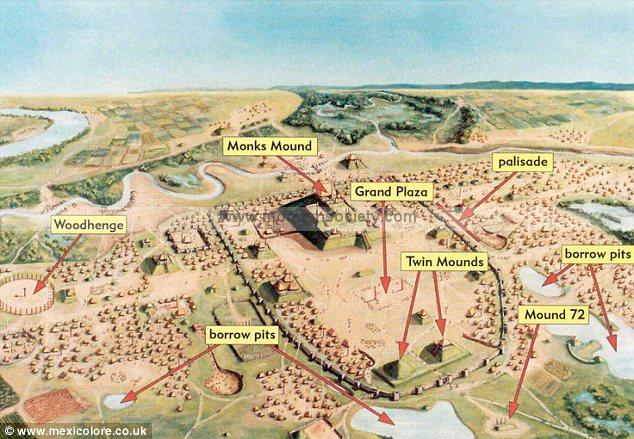 Monks Mound
palisade
Grand Plaza
Woodhenge
Twin Mounds
borrow pits
Mound 72
borrow pits
© www.mexicolore.co.uk